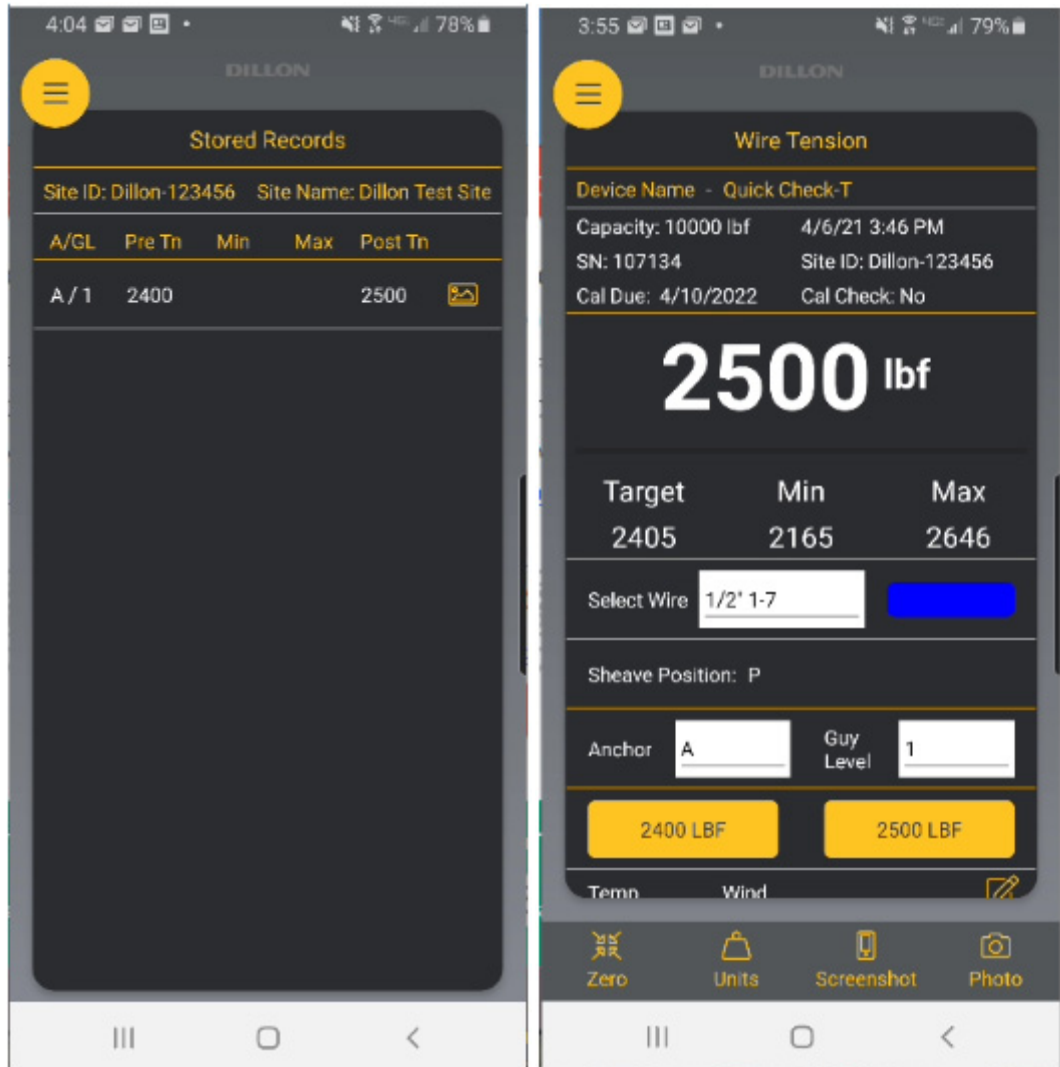 4:04 78%
DILLON
Stored Records
Site ID: Dillon-123456 Site Name: Dillon Test Site
A/GL Pre Tn Min Max Post Tn
A / 1 2400 2500
3:55 79%
DILLON
Wire Tension
Device Name - Quick Check-T
Capacity: 10000 lbf 4/6/21 3:46 PM
SN: 107134 Site ID: Dillon-123456
Cal Due: 4/10/2022 Cal Check: No
2500 lbf
Target Min Max
2405 2165 2646
Select Wire 1/2" 1-7
Sheave Position: P
Anchor A Guy Level 1
2400 LBF 2500 LBF
Temp Wind
Zero Units Screenshot Photo